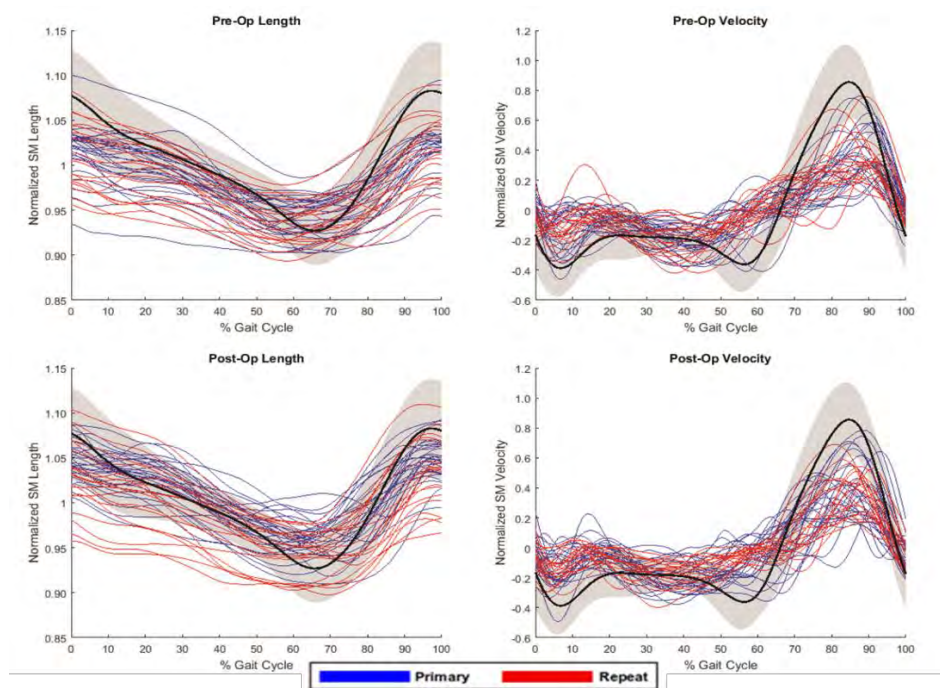 Pre-Op Length
Normalized SM Length
1.15
1.10
1.05
1
0.95
0.90
0.85
0 10 20 30 40 50 60 70 80 90 100
% Gait Cycle
Pre-Op Velocity
Normalized SM Velocity
1.2
1
0.8
0.6
0.4
0.2
0
-0.2
-0.4
-0.6
0 10 20 30 40 50 60 70 80 90 100
% Gait Cycle
Post-Op Length
Normalized SM Length
1.15
1.10
1.05
1
0.95
0.90
0.85
0 10 20 30 40 50 60 70 80 90 100
% Gait Cycle
Post-Op Velocity
Normalized SM Velocity
1.2
1
0.8
0.6
0.4
0.2
0
-0.2
-0.4
-0.6
0 10 20 30 40 50 60 70 80 90 100
% Gait Cycle
Primary Repeat